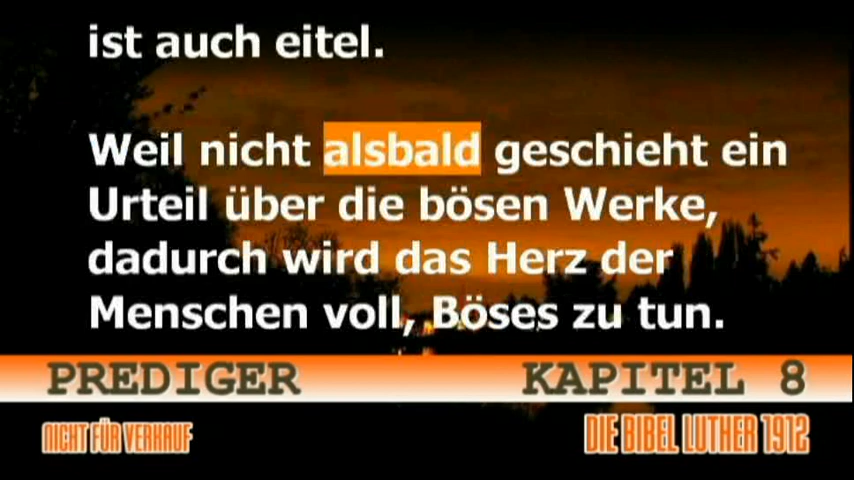 ist auch eitel.
Weil nicht alsbald geschieht ein
Urteil über die bösen Werke,
dadurch wird das Herz der
Menschen voll, Böses zu tun.
PREDIGER KAPITEL 8
NICHT FÜR VERKAUF DIE BIBEL LUTHER 1912